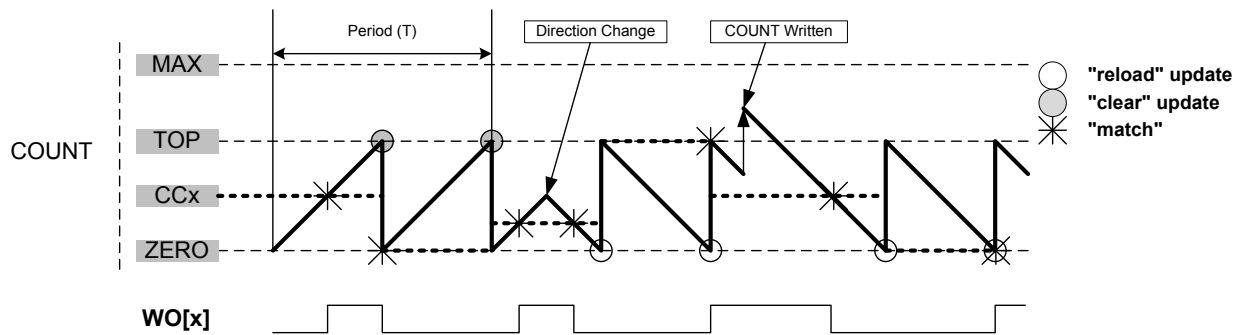 Period (T)
Direction Change
COUNT Written
MAX
"reload" update
"clear" update
TOP
"match"
COUNT
CCx
ZERO
WO[x]